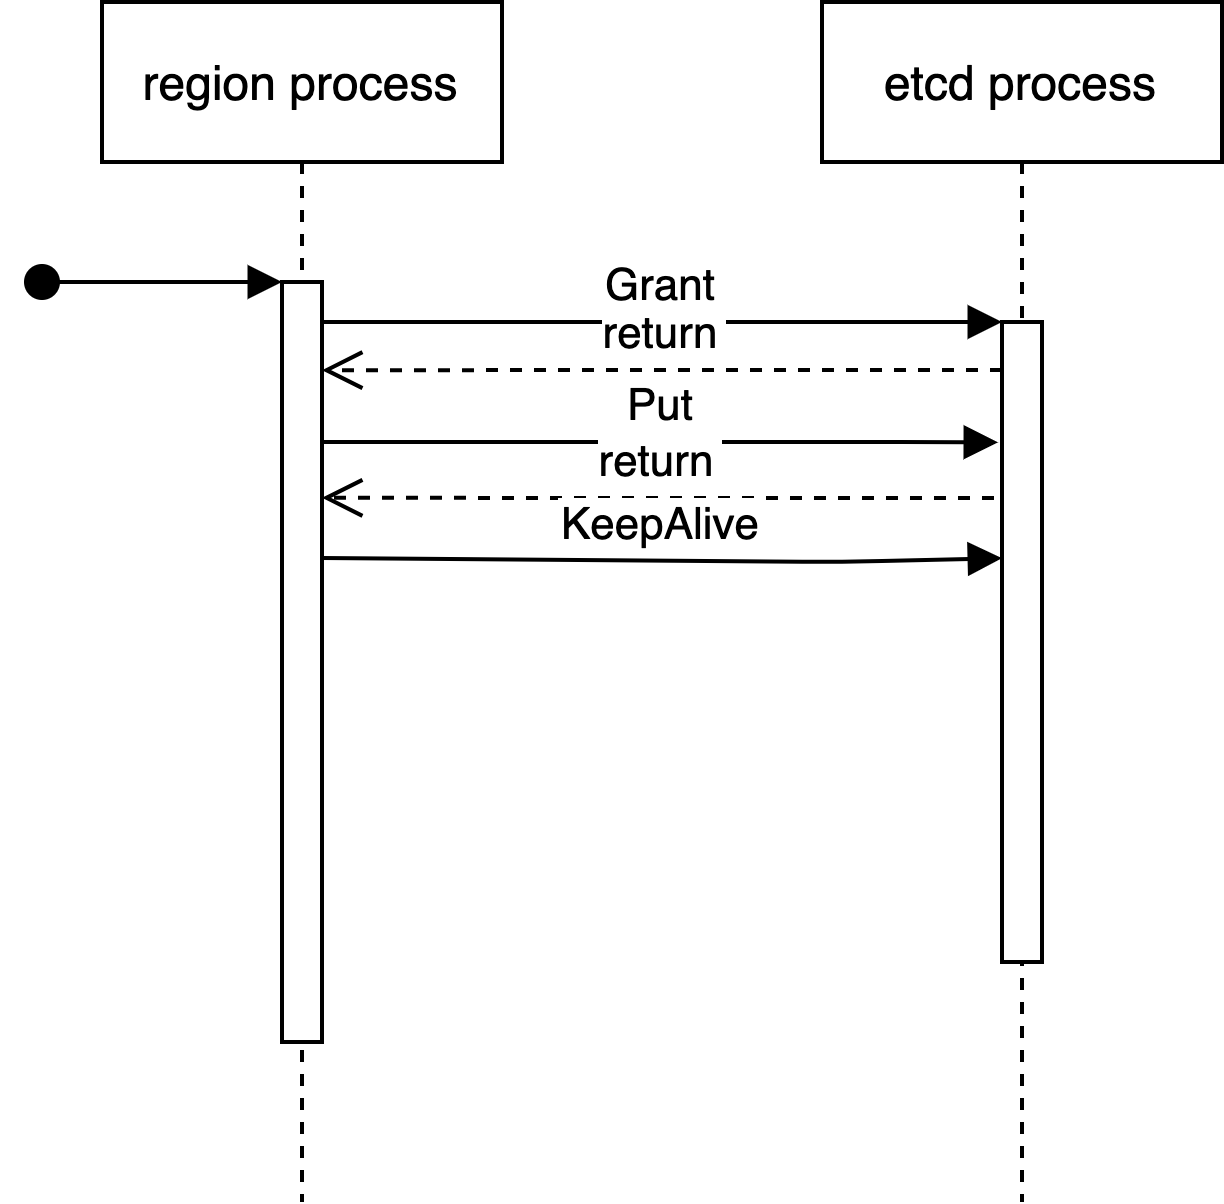 region process
etcd process
Grant
return
Put
return
KeepAlive